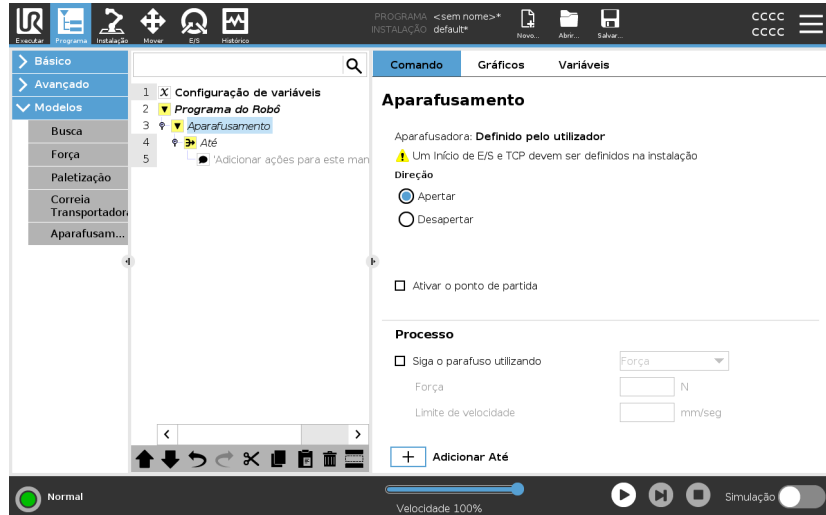 UR
PROGRAMA <sem nome>*
INSTALAÇÃO default*
cccc
cccc
Executar
Programa
Instalação
Mover
E/S
Histórico
Novo...
Abrir...
Salvar...
Básico
Avançado
Modelos
Busca
Força
Paletização
Correia
Transportador
Aparafusam...
1 X Configuração de variáveis
2 Programa do Robô
3 Aparafusamento
4 Até
5 'Adicionar ações para este man
Comando
Gráficos
Variáveis
Aparafusamento
Aparafusadora: Definido pelo utilizador
Um Início de E/S e TCP devem ser definidos na instalação
Direção
Apertar
Desapertar
Ativar o ponto de partida
Processo
Siga o parafuso utilizando
Força
Força
N
Limite de velocidade
mm/seg
+ Adicionar Até
Normal
Velocidade 100%
Simulação